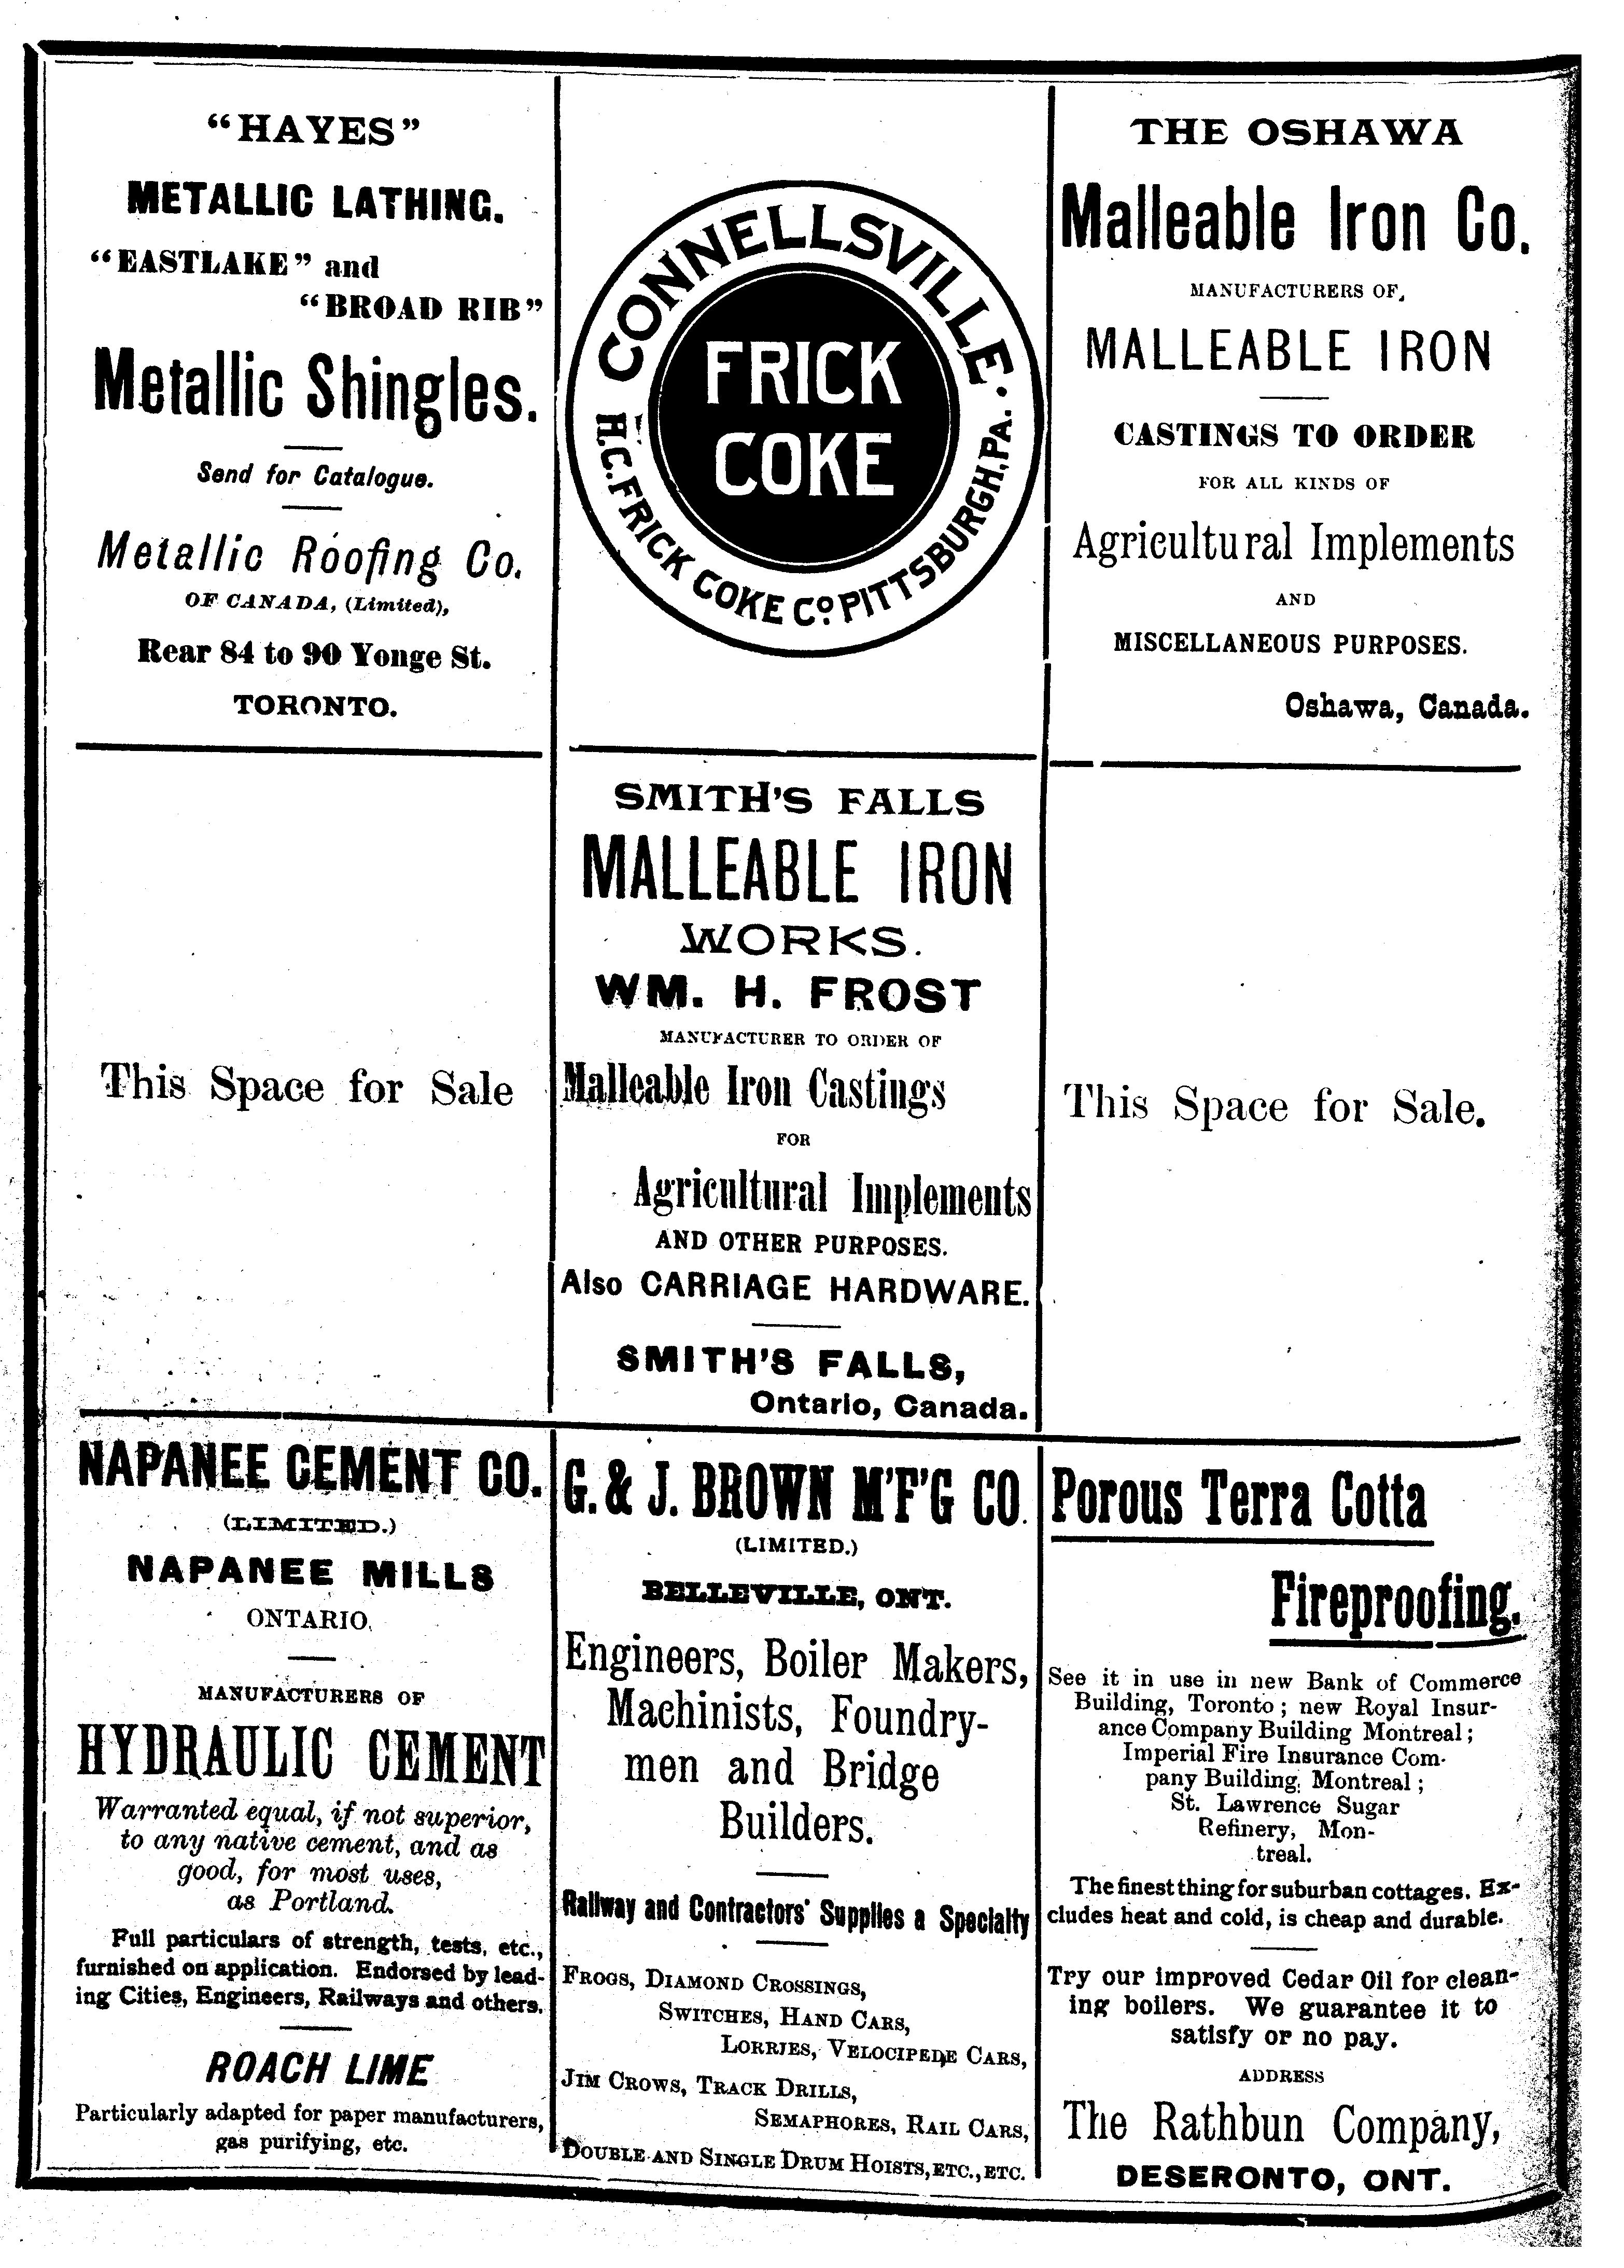 “HAYES”
METALLIC LATHING.
“EASTLAKE” and
“BROAD RIB”
Metallic Shingles.
Send for Catalogue.
Metallic Roofing Co.
OF CANADA, (Limited),
Rear 84 to 90 Yonge St.
TORONTO.
CONNELLSVILLE.
FRICK
COKE
H.C. FRICK COKE Co. PITTSBURGH, PA.
THE OSHAWA
Malleable Iron Co.
MANUFACTURERS OF,
MALLEABLE IRON
CASTINGS TO ORDER
FOR ALL KINDS OF
Agricultural Implements
AND
MISCELLANEOUS PURPOSES.
Oshawa, Canada.
This Space for Sale
SMITH'S FALLS
MALLEABLE IRON
WORKS.
WM. H. FROST
MANUFACTURER TO ORDER OF
Malleable Iron Castings
FOR
Agricultural Implements
AND OTHER PURPOSES.
Also CARRIAGE HARDWARE.
SMITH'S FALLS,
Ontario, Canada.
This Space for Sale.
NAPANEE CEMENT CO.
(LIMITED.)
NAPANEE MILLS
ONTARIO.
MANUFACTURERS OF
HYDRAULIC CEMENT
Warranted equal, if not superior,
to any native cement, and as
good, for most uses,
as Portland.
Full particulars of strength, tests, etc.,
furnished on application. Endorsed by lead-
ing Cities, Engineers, Railways and others.
ROACH LIME
Particularly adapted for paper manufacturers,
gas purifying, etc.
G. & J. BROWN M'F'G CO.
(LIMITED.)
BELLEVILLE, ONT.
Engineers, Boiler Makers,
Machinists, Foundry-
men and Bridge
Builders.
Railway and Contractors' Supplies a Specialty
FROGS, DIAMOND CROSSINGS,
SWITCHES, HAND CARS,
LORRIES, VELOCIPEDE CARS,
JIM CROWS, TRACK DRILLS,
SEMAPHORES, RAIL CARS,
DOUBLE AND SINGLE DRUM HOISTS, ETC., ETC.
Porous Terra Cotta
Fireproofing.
See it in use in new Bank of Commerce
Building, Toronto; new Royal Insur-
ance Company Building Montreal;
Imperial Fire Insurance Com-
pany Building, Montreal;
St. Lawrence Sugar
Refinery, Mon-
treal.
The finest thing for suburban cottages. Ex-
cludes heat and cold, is cheap and durable.
Try our improved Cedar Oil for clean-
ing boilers. We guarantee it to
satisfy or no pay.
ADDRESS
The Rathbun Company,
DESERONTO, ONT.